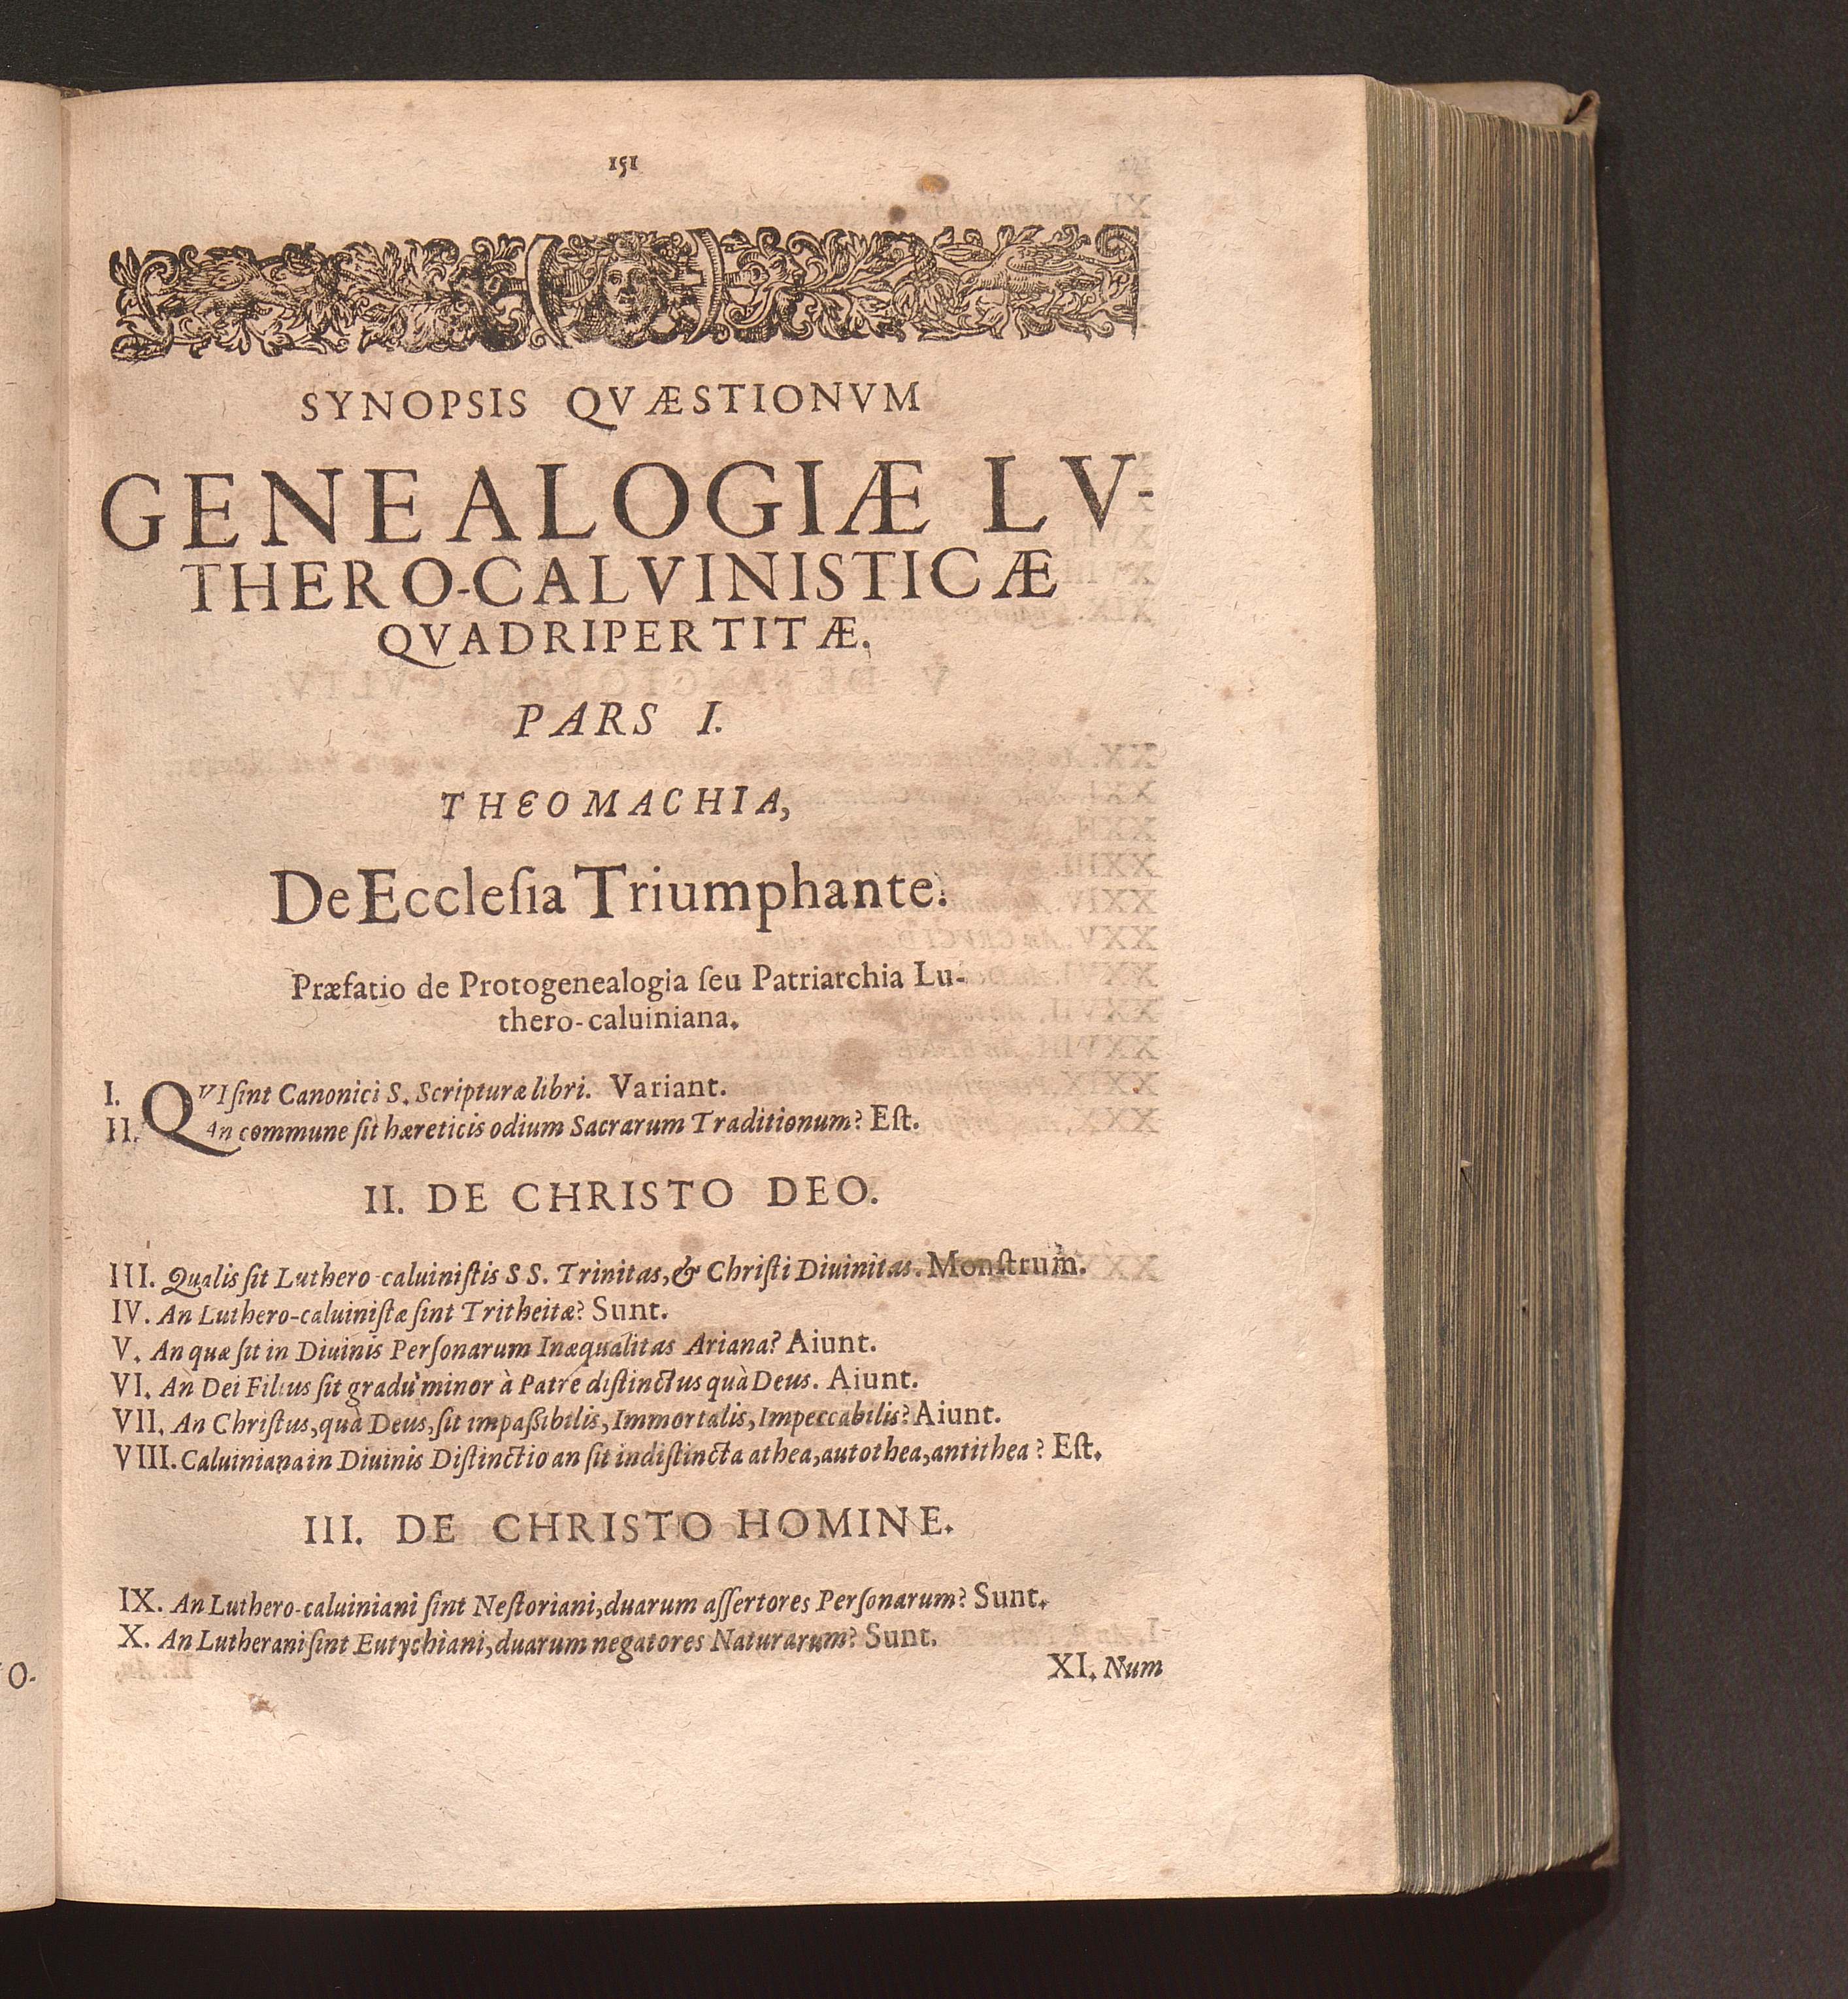 151
SYNOPSIS QVÆSTIONVM
GENEALOGIÆ LV-
THERO-CALVINISTICÆ
QVADRIPERTITÆ.
PARS I.
THEOMACHIA,
De Eccleſia Triumphante.
Præfatio de Protogenealogia ſeu Patriarchia Lu-
thero-caluiniana.
I. QVI ſint Canonici S. Scripturæ libri. Variant.
II. An commune ſit hæreticis odium Sacrarum Traditionum? Eſt.
II. DE CHRISTO DEO.
III. Qualis ſit Luthero-caluiniſtis SS. Trinitas, & Chriſti Diuinitas. Monſtrum.
IV. An Luthero-caluiniſtæ ſint Tritheitæ? Sunt.
V. An quæ ſit in Diuinis Perſonarum Inæqualitas Ariana? Aiunt.
VI. An Dei Filius ſit gradu minor à Patre diſtinctus quà Deus. Aiunt.
VII. An Chriſtus, quà Deus, ſit impaßibilis, Immortalis, Impeccabilis? Aiunt.
VIII. Caluiniana in Diuinis Diſtinctio an ſit indiſtincta athea, autothea, antithea? Eſt.
III. DE CHRISTO HOMINE.
IX. An Luthero-caluiniani ſint Neſtoriani, duarum aſſertores Perſonarum? Sunt.
X. An Lutherani ſint Eutychiani, duarum negatores Naturarum? Sunt.
XI. Num
O-